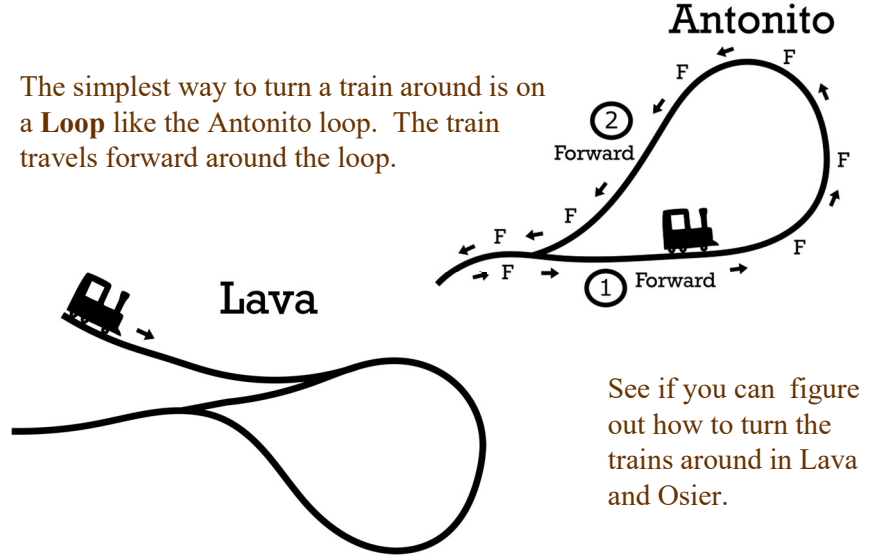 Antonito
The simplest way to turn a train around is on
a Loop like the Antonito loop.  The train
travels forward around the loop.
F
F
2
Forward
F
F
F
F
F
1
Forward
Lava
See if you can  figure
out how to turn the
trains around in Lava
and Osier.